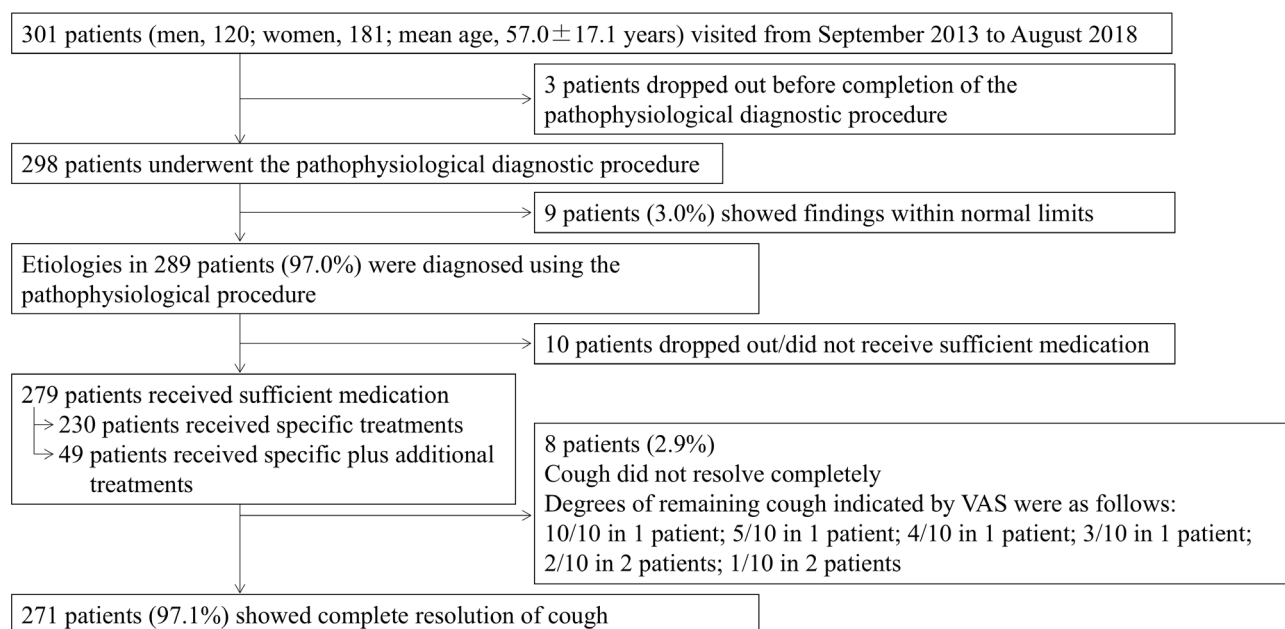 301 patients (men, 120; women, 181; mean age, 57.0±17.1 years) visited from September 2013 to August 2018
3 patients dropped out before completion of the
pathophysiological diagnostic procedure
298 patients underwent the pathophysiological diagnostic procedure
9 patients (3.0%) showed findings within normal limits
Etiologies in 289 patients (97.0%) were diagnosed using the
pathophysiological procedure
10 patients dropped out/did not receive sufficient medication
279 patients received sufficient medication
230 patients received specific treatments
49 patients received specific plus additional
treatments
8 patients (2.9%)
Cough did not resolve completely
Degrees of remaining cough indicated by VAS were as follows:
10/10 in 1 patient; 5/10 in 1 patient; 4/10 in 1 patient; 3/10 in 1 patient;
2/10 in 2 patients; 1/10 in 2 patients
271 patients (97.1%) showed complete resolution of cough